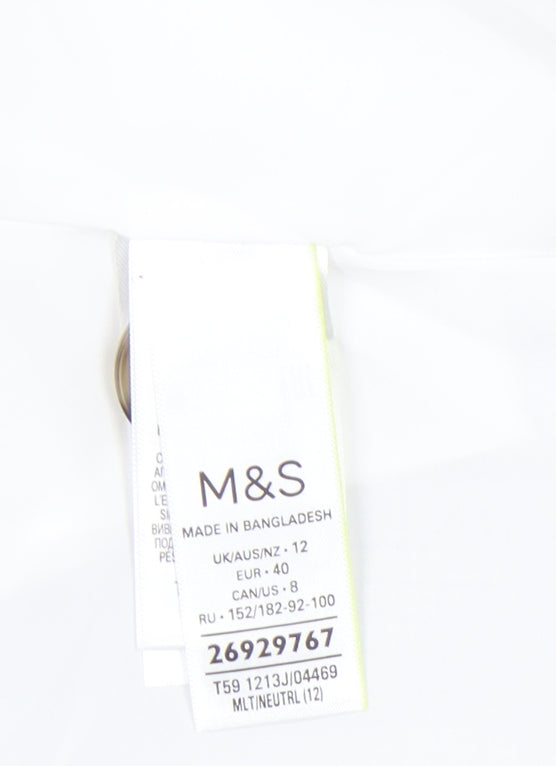 M&S
MADE IN BANGLADESH
UK/AUS/NZ • 12
EUR • 40
CAN/US • 8
RU • 152/182-92-100
26929767
T59 1213J/04469
MLT/NEUTRL (12)